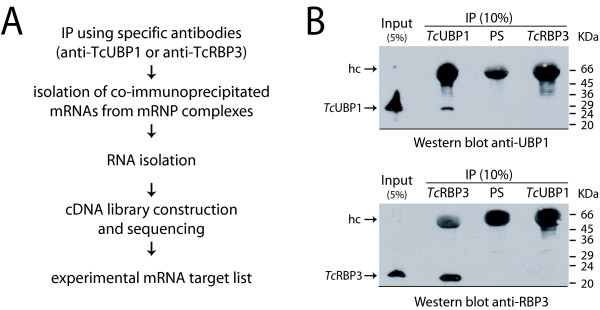 A
IP using specific antibodies
(anti-TcUBP1 or anti-TcRBP3)
isolation of co-immunoprecipitated
mRNAs from mRNP complexes
RNA isolation
cDNA library construction
and sequencing
experimental mRNA target list
B
Input
(5%)
IP (10%)
TcUBP1 PS TcRBP3 KDa
hc
TcUBP1
66
45
36
29
24
20
Western blot anti-UBP1
Input
(5%)
IP (10%)
TcRBP3 PS TcUBP1 KDa
hc
TcRBP3
66
45
36
29
24
20
Western blot anti-RBP3